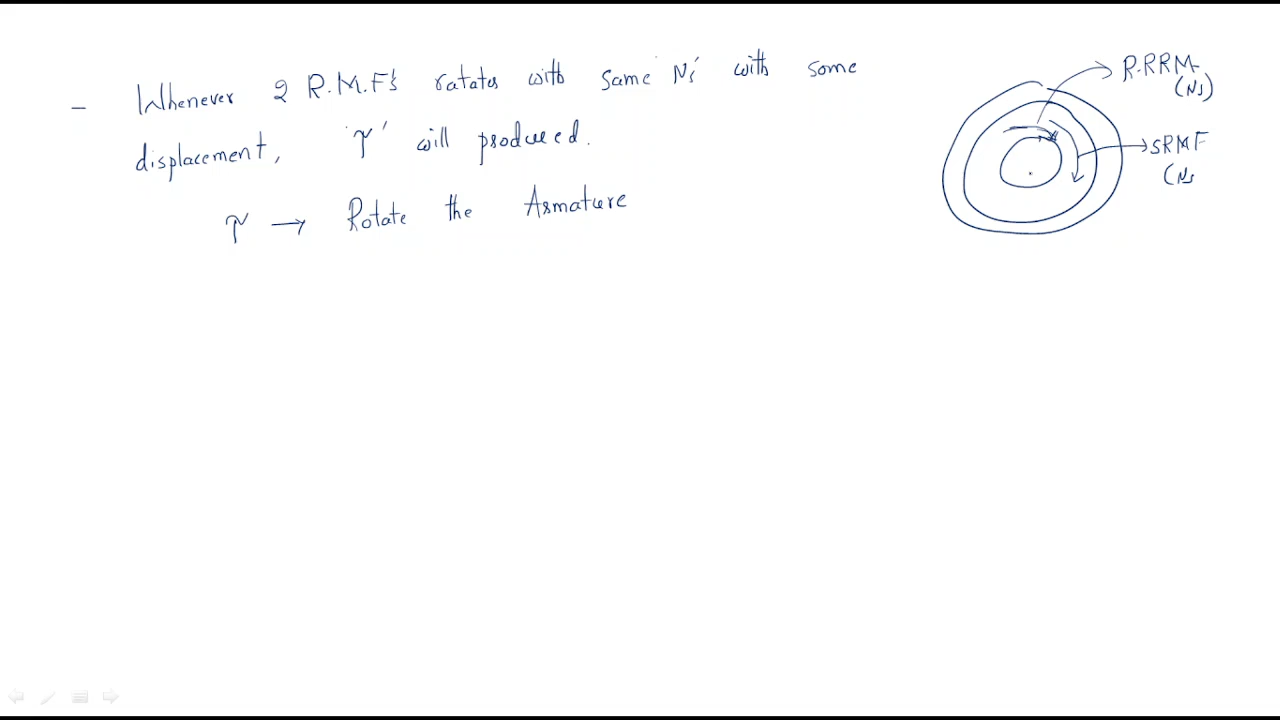 - Whenever 2 R.M.F's rotates with same Ns' with some
displacement, 'τ' will produced.
τ → Rotate the Armature
R.RRM
(Ns)
SRMF
(Ns